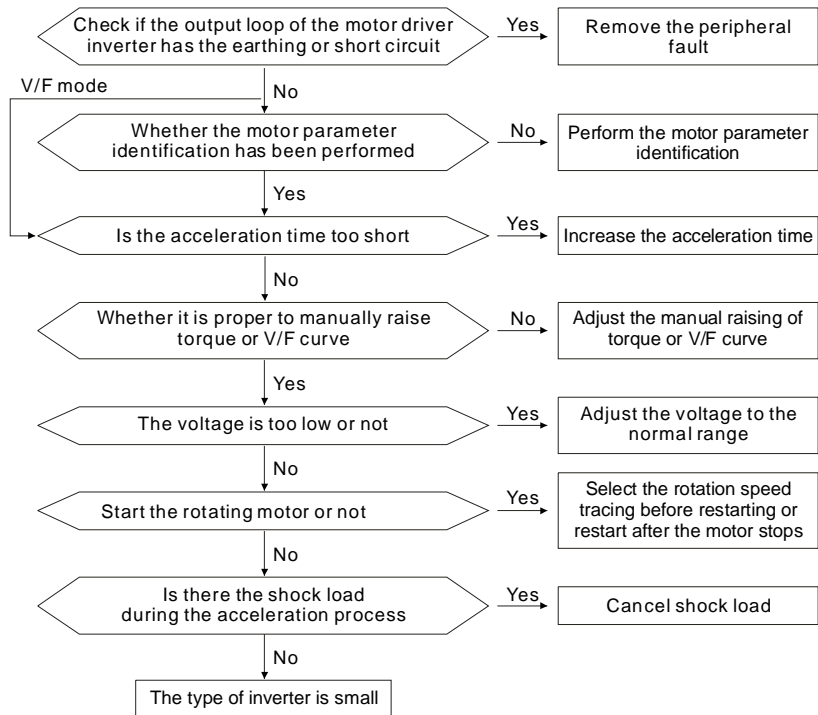 Check if the output loop of the motor driver
inverter has the earthing or short circuit
Yes
Remove the peripheral
fault
V/F mode
No
Whether the motor parameter
identification has been performed
No
Perform the motor parameter
identification
Yes
Is the acceleration time too short
Yes
Increase the acceleration time
No
Whether it is proper to manually raise
torque or V/F curve
No
Adjust the manual raising of
torque or V/F curve
Yes
The voltage is too low or not
Yes
Adjust the voltage to the
normal range
No
Start the rotating motor or not
Yes
Select the rotation speed
tracing before restarting or
restart after the motor stops
No
Is there the shock load
during the acceleration process
Yes
Cancel shock load
No
The type of inverter is small